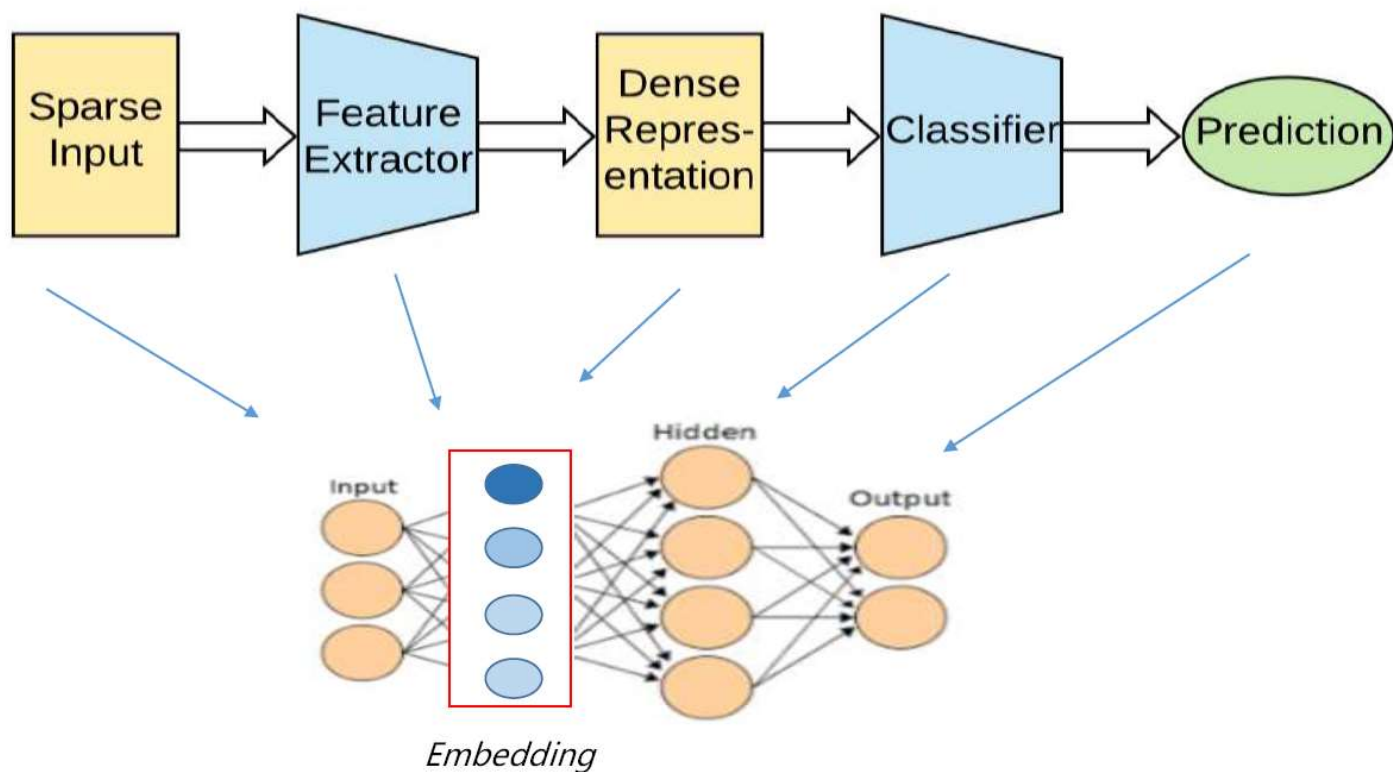 Sparse
Input
Feature
Extractor
Dense
Repres-
entation
Classifier
Prediction
Input
Hidden
Output
Embedding